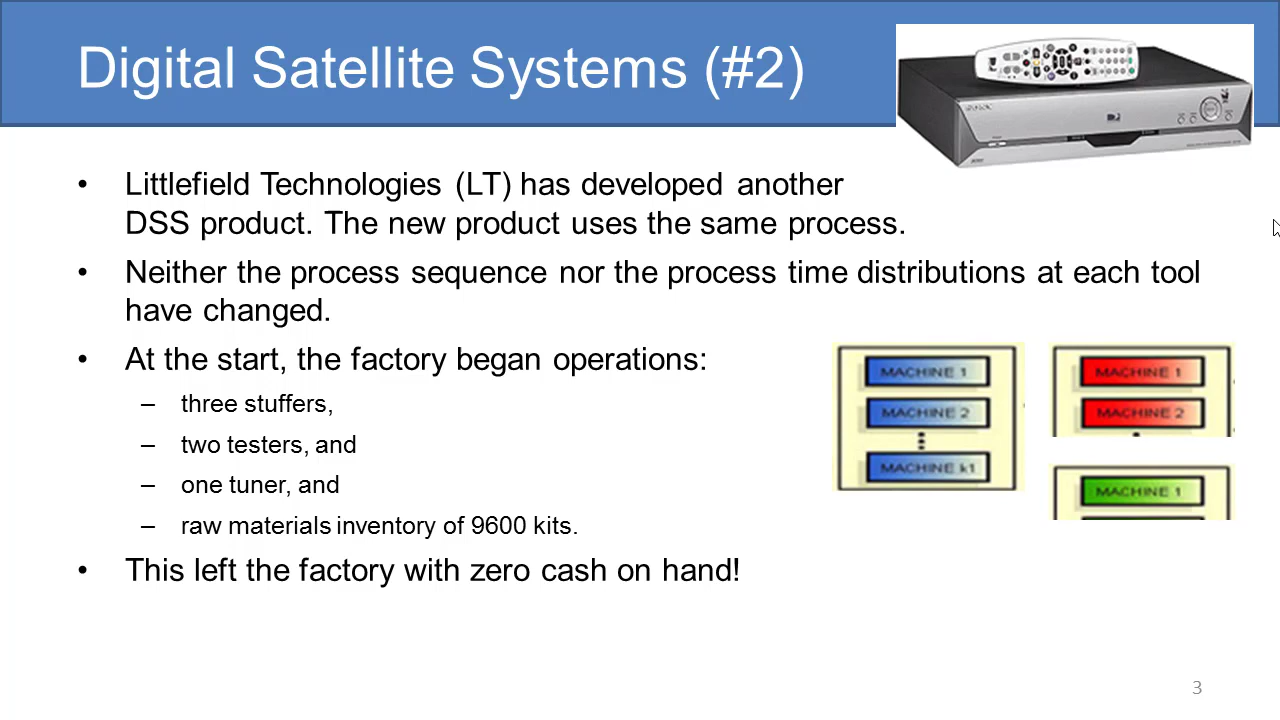 Digital Satellite Systems (#2)
• Littlefield Technologies (LT) has developed another
DSS product. The new product uses the same process.
• Neither the process sequence nor the process time distributions at each tool
have changed.
• At the start, the factory began operations:
– three stuffers,
– two testers, and
– one tuner, and
– raw materials inventory of 9600 kits.
• This left the factory with zero cash on hand!
MACHINE 1
MACHINE 2
MACHINE k1
MACHINE 1
MACHINE 2
MACHINE 1
3